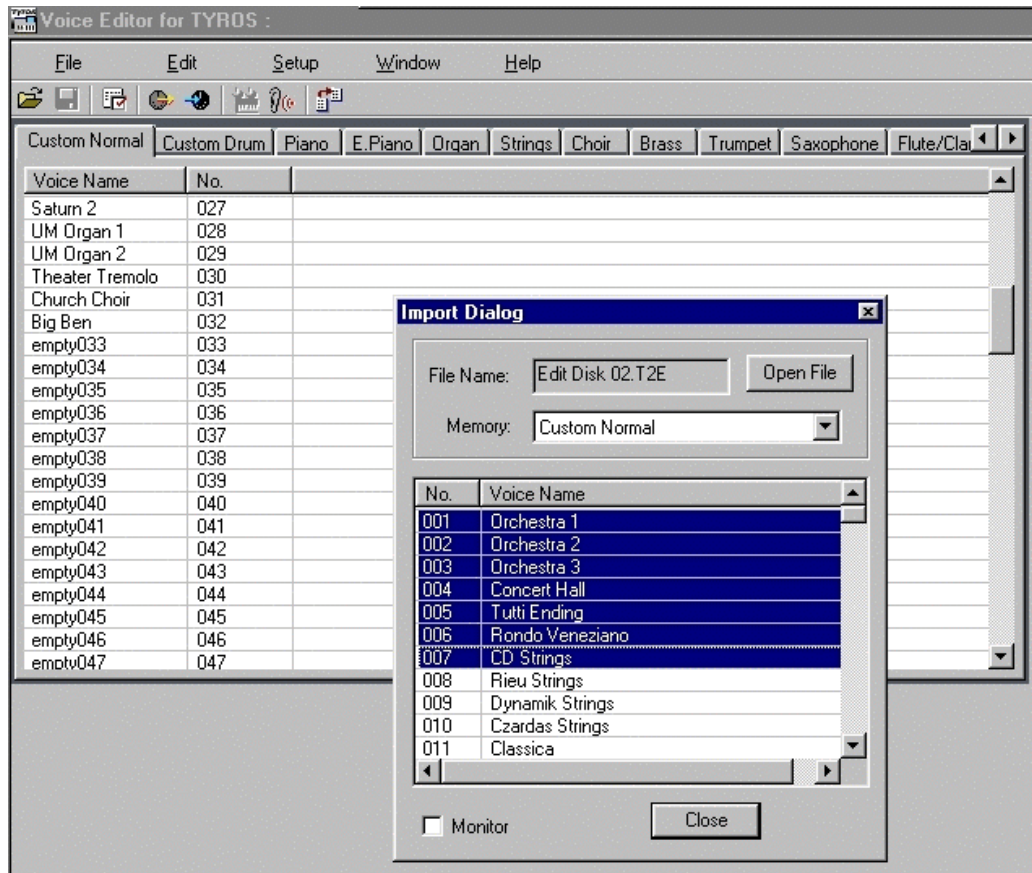 Voice Editor for TYROS :
File Edit Setup Window Help
Custom Normal Custom Drum Piano E.Piano Organ Strings Choir Brass Trumpet Saxophone Flute/Clar
Voice Name No.
Saturn 2 027
UM Organ 1 028
UM Organ 2 029
Theater Tremolo 030
Church Choir 031
Big Ben 032
empty033 033
empty034 034
empty035 035
empty036 036
empty037 037
empty038 038
empty039 039
empty040 040
empty041 041
empty042 042
empty043 043
empty044 044
empty045 045
empty046 046
empty047 047
Import Dialog
File Name: Edit Disk 02.T2E Open File
Memory: Custom Normal
No. Voice Name
001 Orchestra 1
002 Orchestra 2
003 Orchestra 3
004 Concert Hall
005 Tutti Ending
006 Rondo Veneziano
007 CD Strings
008 Rieu Strings
009 Dynamik Strings
010 Czardas Strings
011 Classica
Monitor Close